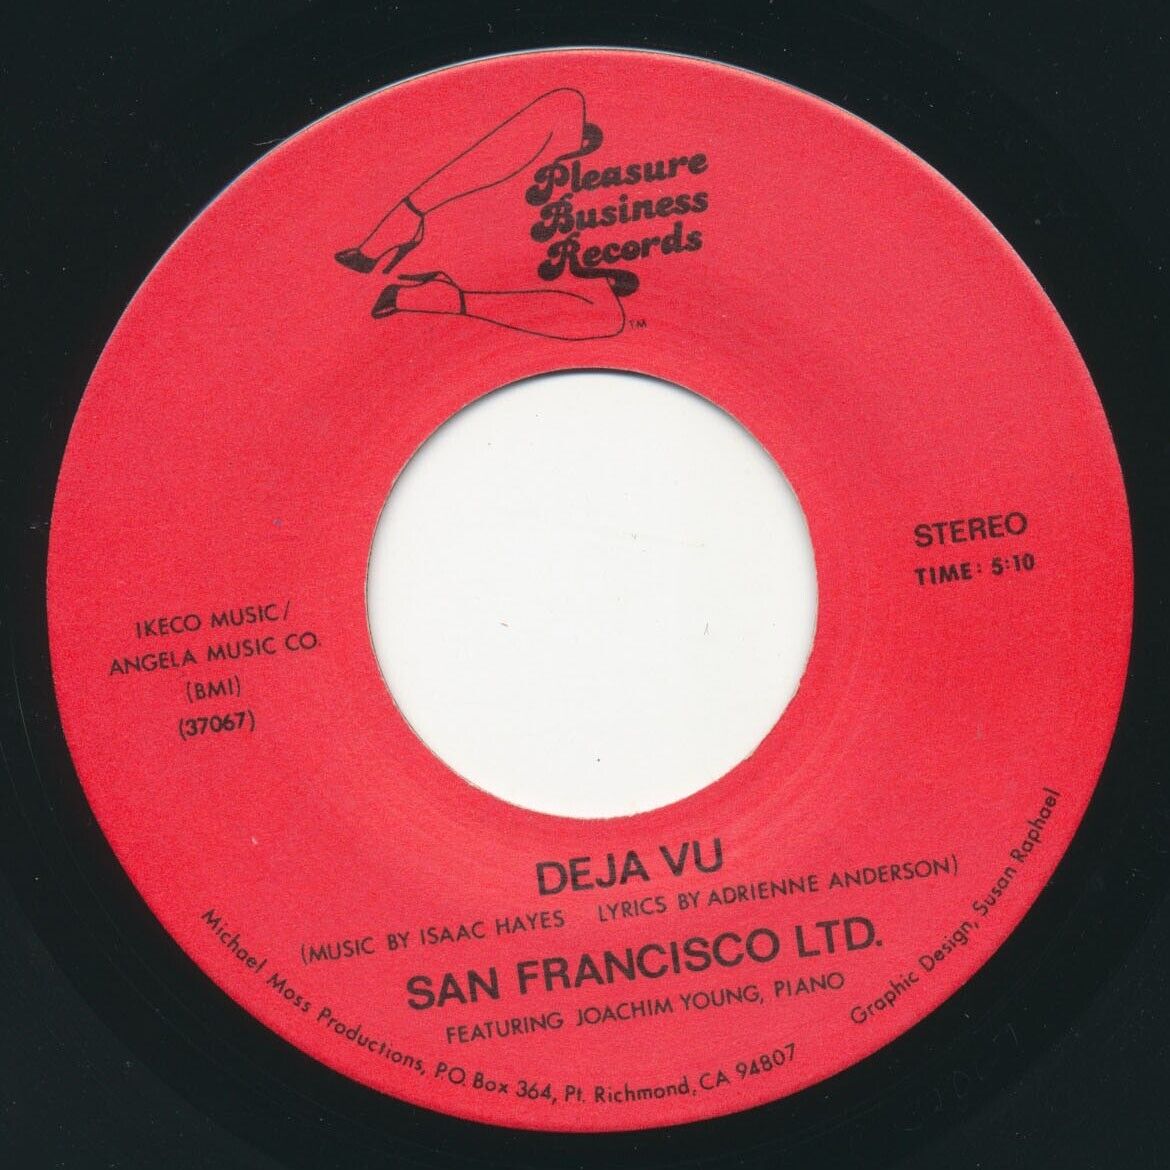 Pleasure
Business
Records
TM
STEREO
TIME: 5:10
IKECO MUSIC/
ANGELA MUSIC CO.
(BMI)
(37067)
DEJA VU
(MUSIC BY ISAAC HAYES LYRICS BY ADRIENNE ANDERSON)
SAN FRANCISCO LTD.
FEATURING JOACHIM YOUNG, PIANO
Michael Moss Productions, P.O. Box 364, Pt. Richmond, CA 94807
Graphic Design, Susan Raphael